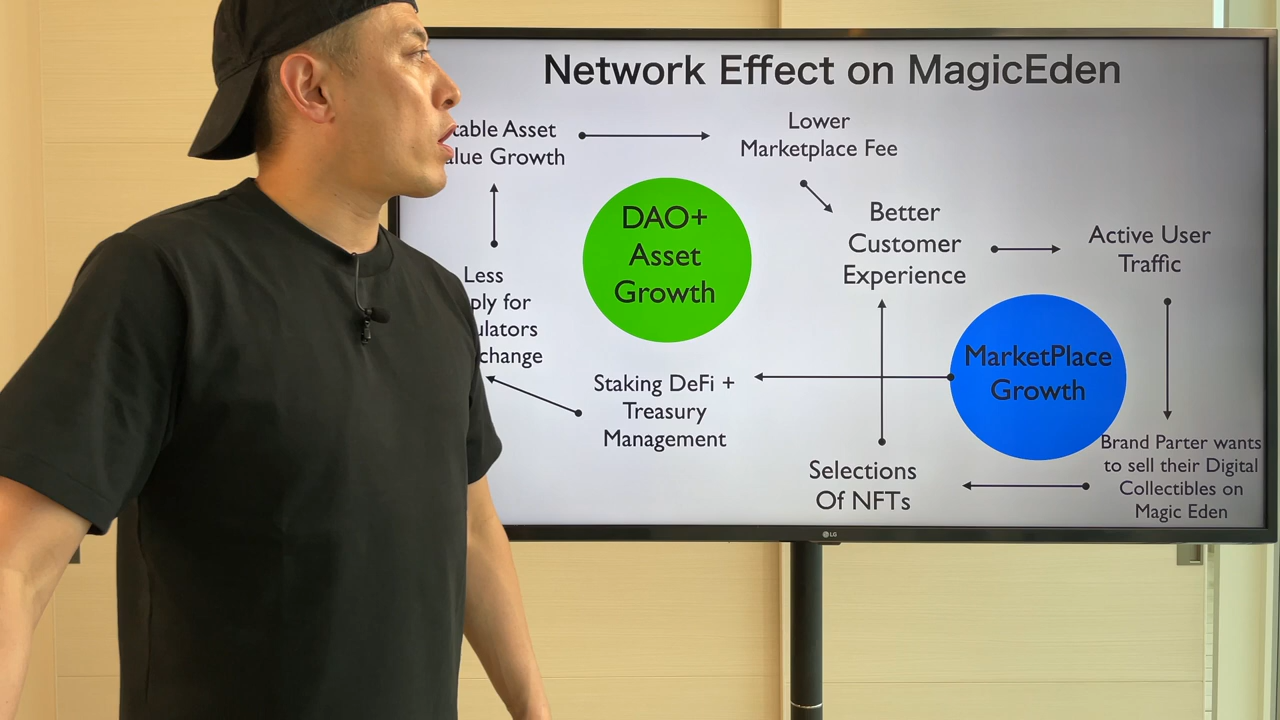 Network Effect on MagicEden
table Asset
alue Growth
Lower
Marketplace Fee
DAO+
Asset
Growth
Better
Customer
Experience
Active User
Traffic
Less
ply for
ulators
change
Staking DeFi +
Treasury
Management
MarketPlace
Growth
Selections
Of NFTs
Brand Parter wants
to sell their Digital
Collectibles on
Magic Eden
LG